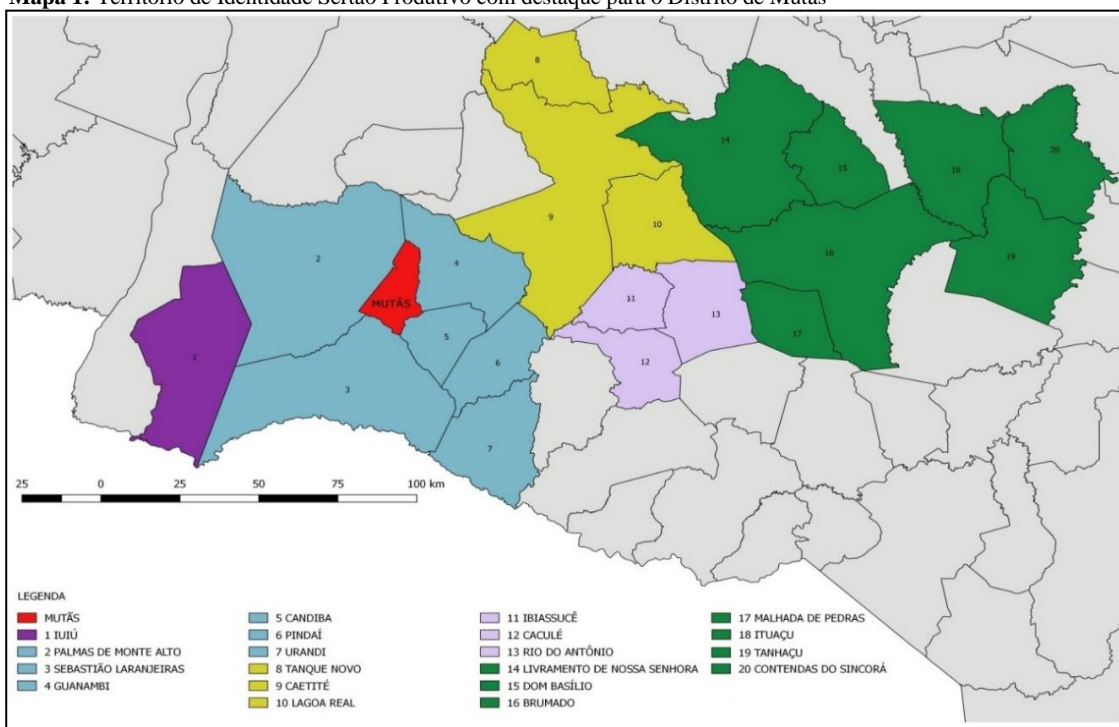 Mapa 1: Território de Identidade Sertão Produtivo com destaque para o Distrito de Mutãs
8
14
15
18
20
9
10
2
4
16
19
MUTÃS
11
13
5
17
1
6
12
3
7
25 0 25 50 75 100 km
LEGENDA
MUTÃS
1 IUIÚ
2 PALMAS DE MONTE ALTO
3 SEBASTIÃO LARANJEIRAS
4 GUANAMBI
5 CANDIBA
6 PINDAÍ
7 URANDI
8 TANQUE NOVO
9 CAETITÉ
10 LAGOA REAL
11 IBIASSUCÊ
12 CACULÉ
13 RIO DO ANTÔNIO
14 LIVRAMENTO DE NOSSA SENHORA
15 DOM BASÍLIO
16 BRUMADO
17 MALHADA DE PEDRAS
18 ITUAÇU
19 TANHAÇU
20 CONTENDAS DO SINCORÁ